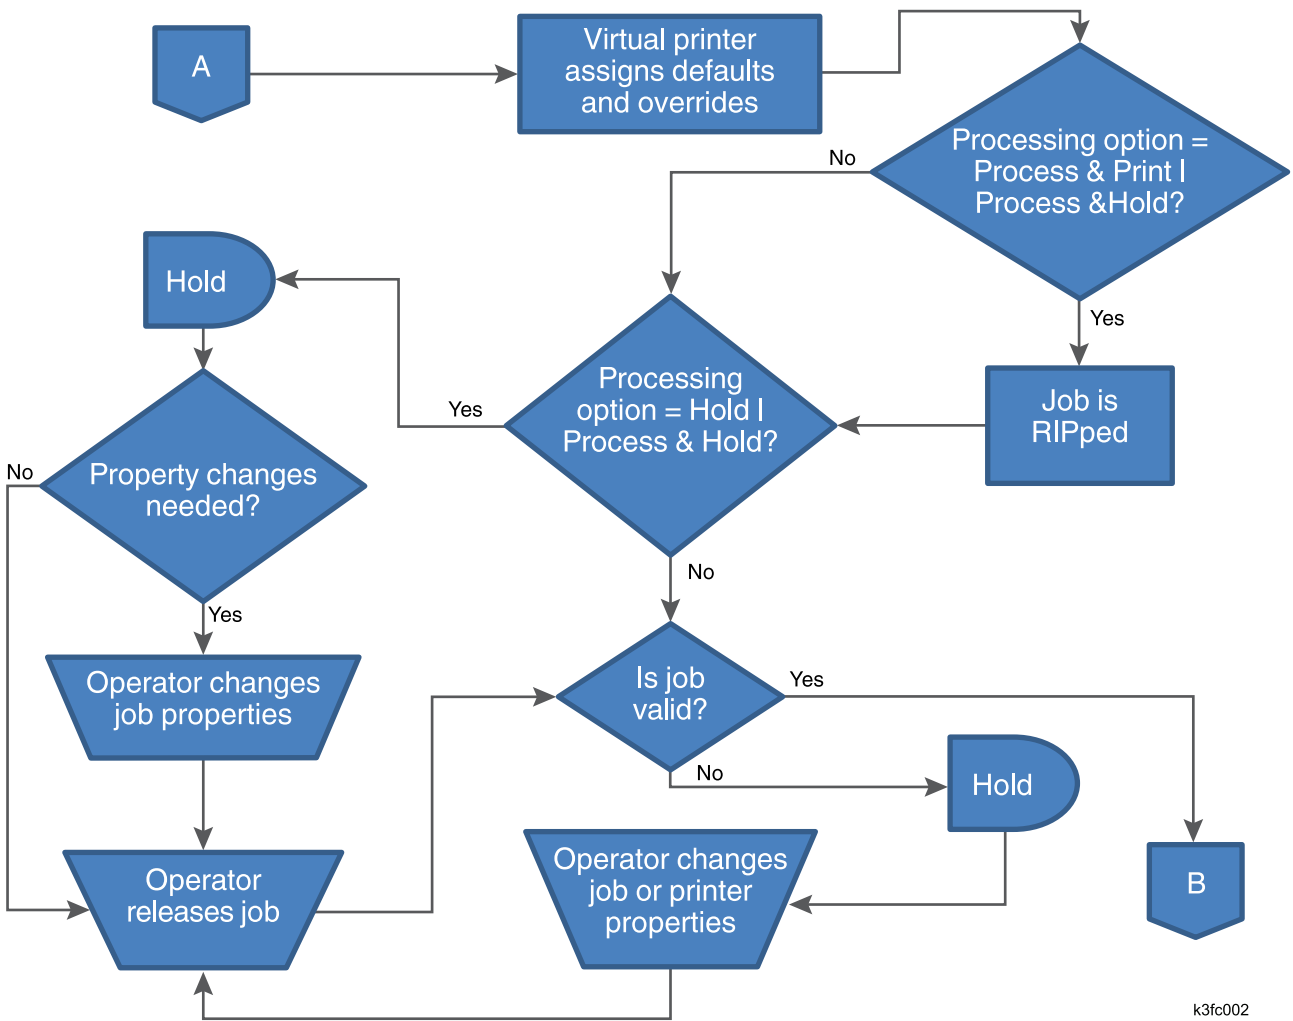 A
Virtual printer
assigns defaults
and overrides
Processing option =
Process & Print |
Process &Hold?
No
Yes
Hold
Processing
option = Hold |
Process & Hold?
Yes
Job is
RIPped
No
Property changes
needed?
No
Yes
Is job
valid?
Yes
No
Operator changes
job properties
Hold
Operator changes
job or printer
properties
Operator
releases job
B
k3fc002